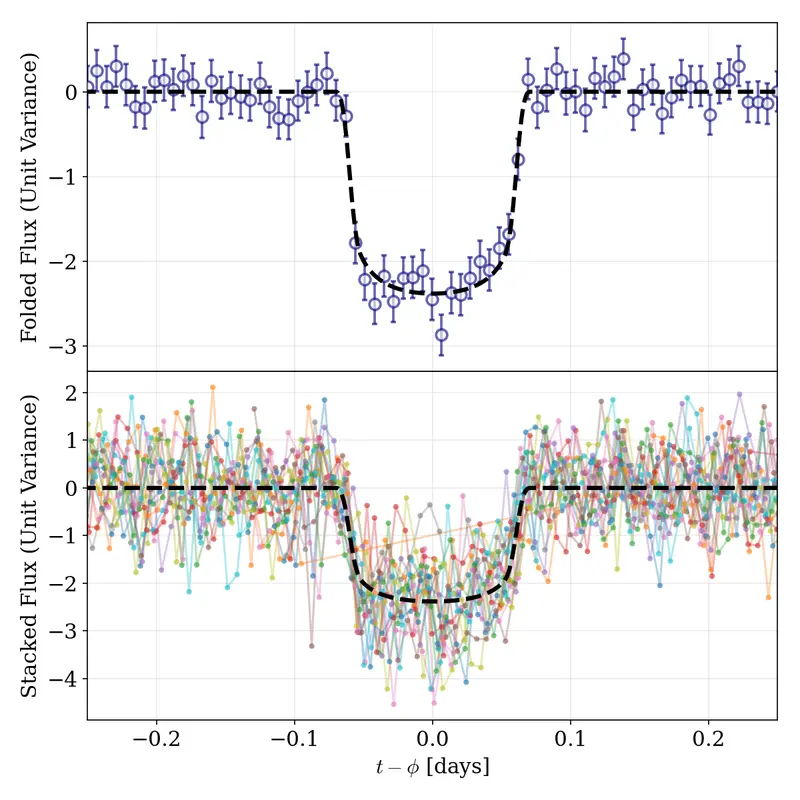 Folded Flux (Unit Variance)
0
−1
−2
−3
Stacked Flux (Unit Variance)
2
1
0
−1
−2
−3
−4
−0.2 −0.1 0.0 0.1 0.2
t − ϕ [days]